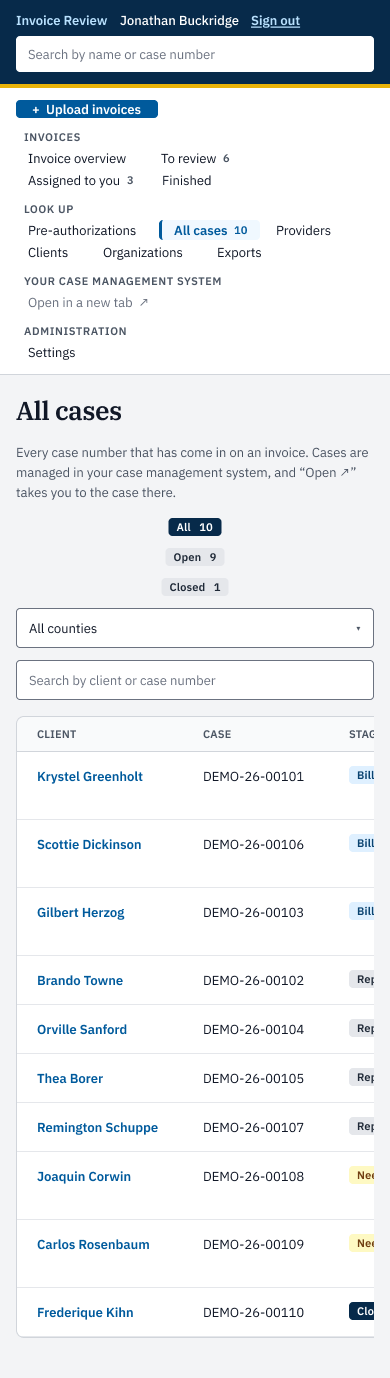 Invoice Review Jonathan Buckridge Sign out
Search by name or case number
+ Upload invoices
INVOICES
Invoice overview To review 6
Assigned to you 3 Finished
LOOK UP
Pre-authorizations All cases 10 Providers
Clients Organizations Exports
YOUR CASE MANAGEMENT SYSTEM
Open in a new tab ↗
ADMINISTRATION
Settings
All cases
Every case number that has come in on an invoice. Cases are
managed in your case management system, and “Open ↗”
takes you to the case there.
All 10
Open 9
Closed 1
All counties
Search by client or case number
CLIENT CASE
Krystel Greenholt DEMO-26-00101
Scottie Dickinson DEMO-26-00106
Gilbert Herzog DEMO-26-00103
Brando Towne DEMO-26-00102
Orville Sanford DEMO-26-00104
Thea Borer DEMO-26-00105
Remington Schuppe DEMO-26-00107
Joaquin Corwin DEMO-26-00108
Carlos Rosenbaum DEMO-26-00109
Frederique Kihn DEMO-26-00110